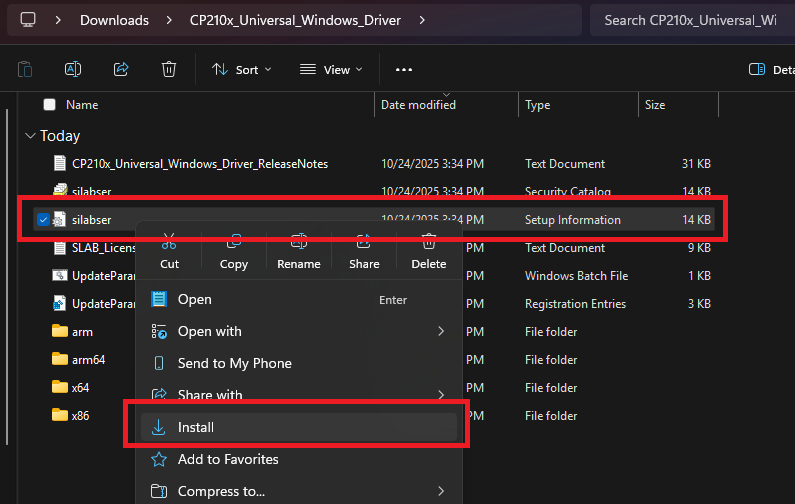 Downloads CP210x_Universal_Windows_Driver Search CP210x_Universal_Wi
Sort View Deta
Name Date modified Type Size
Today
CP210x_Universal_Windows_Driver_ReleaseNotes 10/24/2025 3:34 PM Text Document 31 KB
silabser 10/24/2025 3:34 PM Security Catalog 14 KB
silabser 10/24/2025 3:34 PM Setup Information 14 KB
SLAB_Licens PM Text Document 9 KB
UpdateParar PM Windows Batch File 1 KB
UpdateParar PM Registration Entries 3 KB
arm PM File folder
arm64 PM File folder
x64 PM File folder
x86 PM File folder
Cut Copy Rename Share Delete
Open Enter
Open with
Send to My Phone
Share with
Install
Add to Favorites
Compress to...